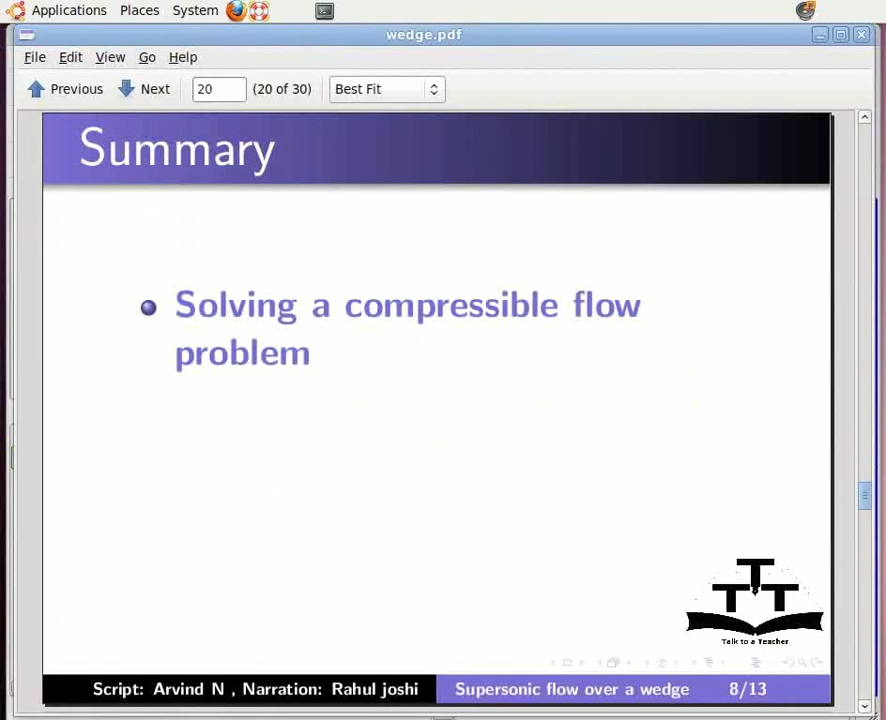 Applications Places System
wedge.pdf
File Edit View Go Help
Previous Next 20 (20 of 30) Best Fit
Summary
Solving a compressible flow
problem
TTT
Talk to a Teacher
Script: Arvind N , Narration: Rahul joshi Supersonic flow over a wedge 8/13